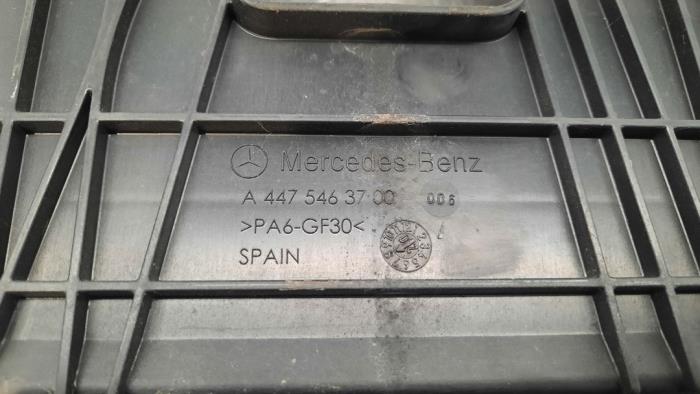 Mercedes-Benz
A 447 546 37 00 006
>PA6-GF30<
SPAIN